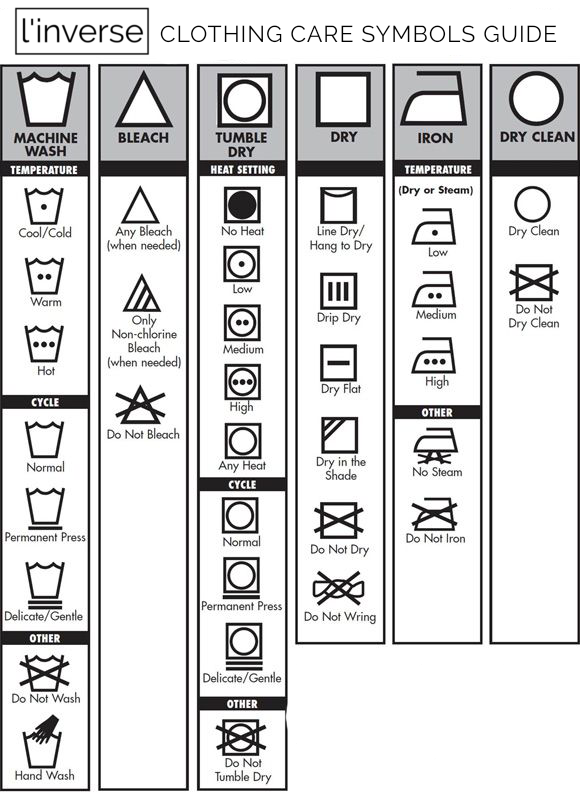 l'inverse CLOTHING CARE SYMBOLS GUIDE
MACHINE
WASH
TEMPERATURE
Cool/Cold
Warm
Hot
CYCLE
Normal
Permanent Press
Delicate/Gentle
OTHER
Do Not Wash
Hand Wash
BLEACH
Any Bleach
(when needed)
Only
Non-chlorine
Bleach
(when needed)
Do Not Bleach
TUMBLE
DRY
HEAT SETTING
No Heat
Low
Medium
High
Any Heat
CYCLE
Normal
Permanent Press
Delicate/Gentle
OTHER
Do Not
Tumble Dry
DRY
Line Dry/
Hang to Dry
Drip Dry
Dry Flat
Dry in the
Shade
Do Not Dry
Do Not Wring
IRON
TEMPERATURE
(Dry or Steam)
Low
Medium
High
OTHER
No Steam
Do Not Iron
DRY CLEAN
Dry Clean
Do Not
Dry Clean